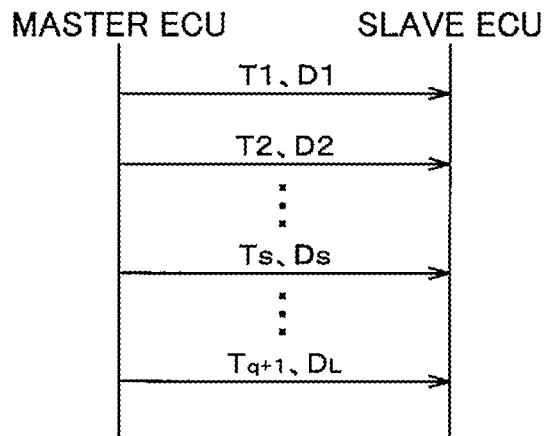 MASTER ECU SLAVE ECU
T1、D1
T2、D2
Ts、Ds
Tq+1、DL